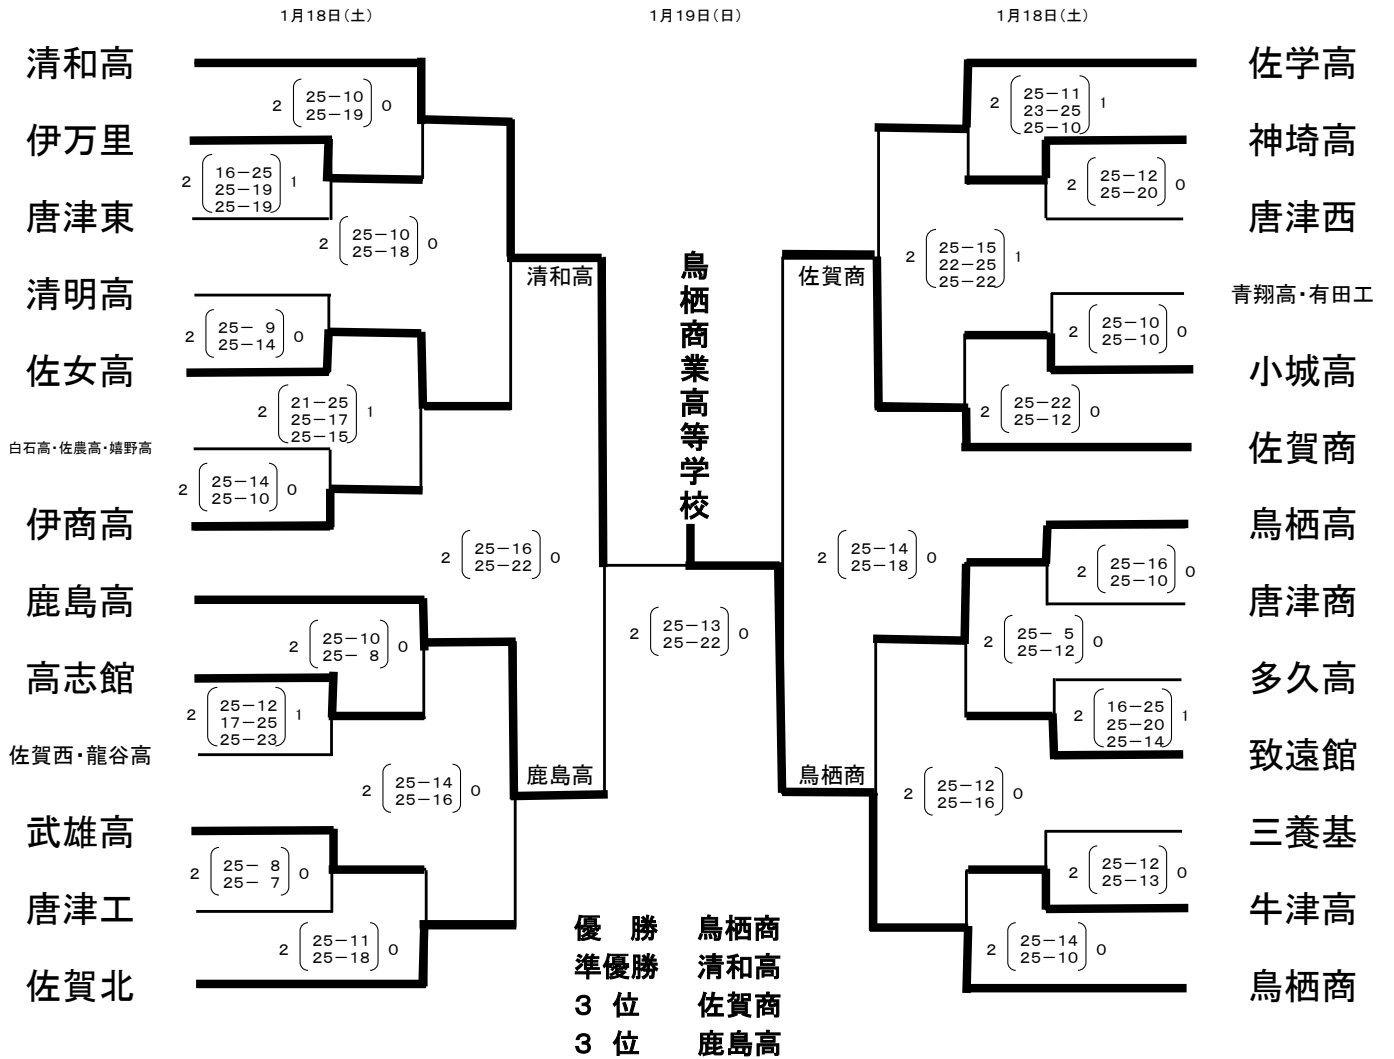 1月18日(土)
1月19日(日)
1月18日(土)
清和高
伊万里
唐津東
清明高
佐女高
白石高・佐農高・嬉野高
伊商高
鹿島高
高志館
佐賀西・龍谷高
武雄高
唐津工
佐賀北
2 25－10 0
25－19
2 16－25 1
25－19
25－19
2 25－10 0
25－18
2 25－ 9 0
25－14
2 21－25 1
25－17
25－15
2 25－14 0
25－10
2 25－16 0
25－22
2 25－10 0
25－ 8
2 25－12 1
17－25
25－23
2 25－14 0
25－16
2 25－ 8 0
25－ 7
2 25－11 0
25－18
清和高
鹿島高
鳥栖商業高等学校
2 25－13 0
25－22
佐賀商
鳥栖商
2 25－11 1
23－25
25－10
2 25－12 0
25－20
2 25－15 1
22－25
25－22
2 25－10 0
25－10
2 25－22 0
25－12
2 25－14 0
25－18
2 25－16 0
25－10
2 25－ 5 0
25－12
2 16－25 1
25－20
25－14
2 25－12 0
25－16
2 25－12 0
25－13
2 25－14 0
25－10
佐学高
神埼高
唐津西
青翔高・有田工
小城高
佐賀商
鳥栖高
唐津商
多久高
致遠館
三養基
牛津高
鳥栖商
優　勝　鳥栖商
準優勝　清和高
３ 位　佐賀商
３ 位　鹿島高